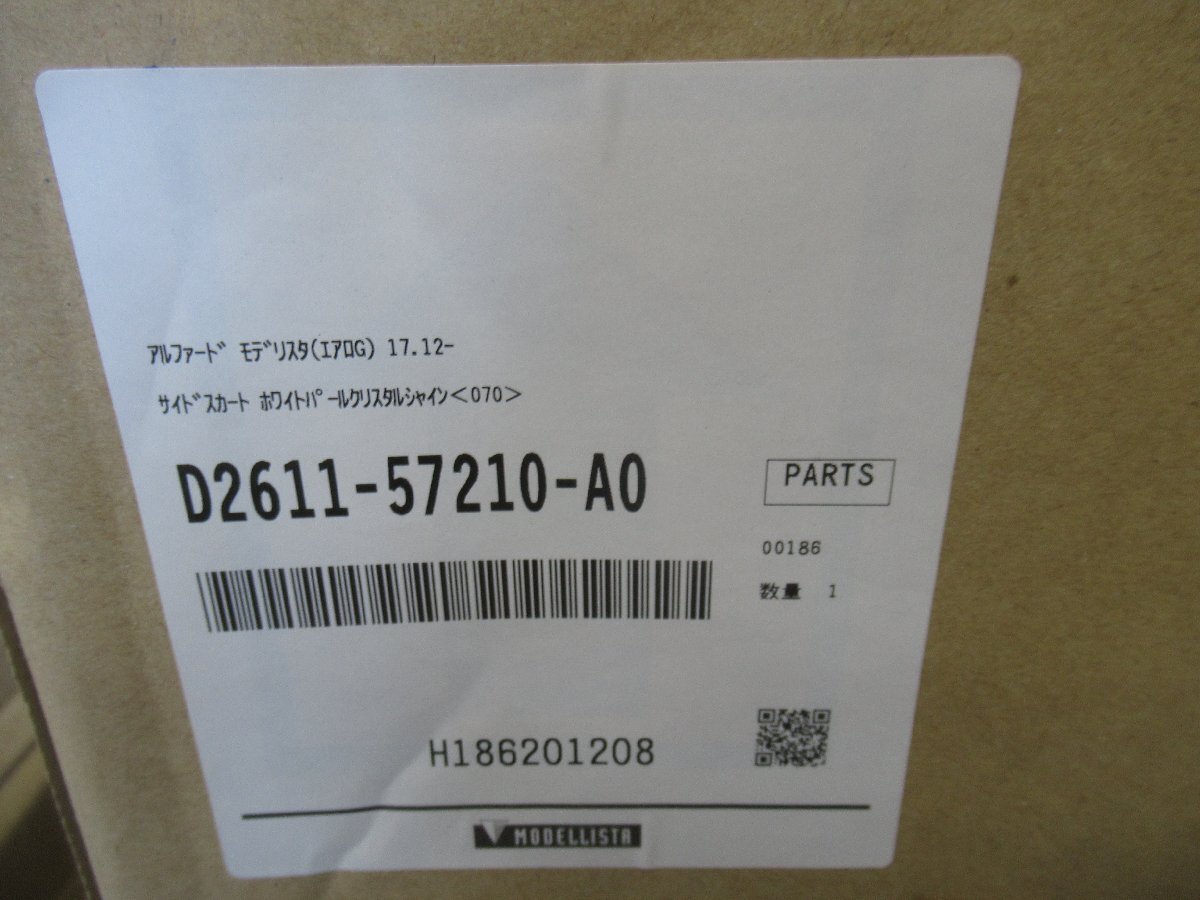 アルファード モデリスタ(エアロG) 17.12-
サイドスカート ホワイトパールクリスタルシャイン<070>
D2611-57210-A0
PARTS
00186
数量 1
H186201208
MODELLISTA